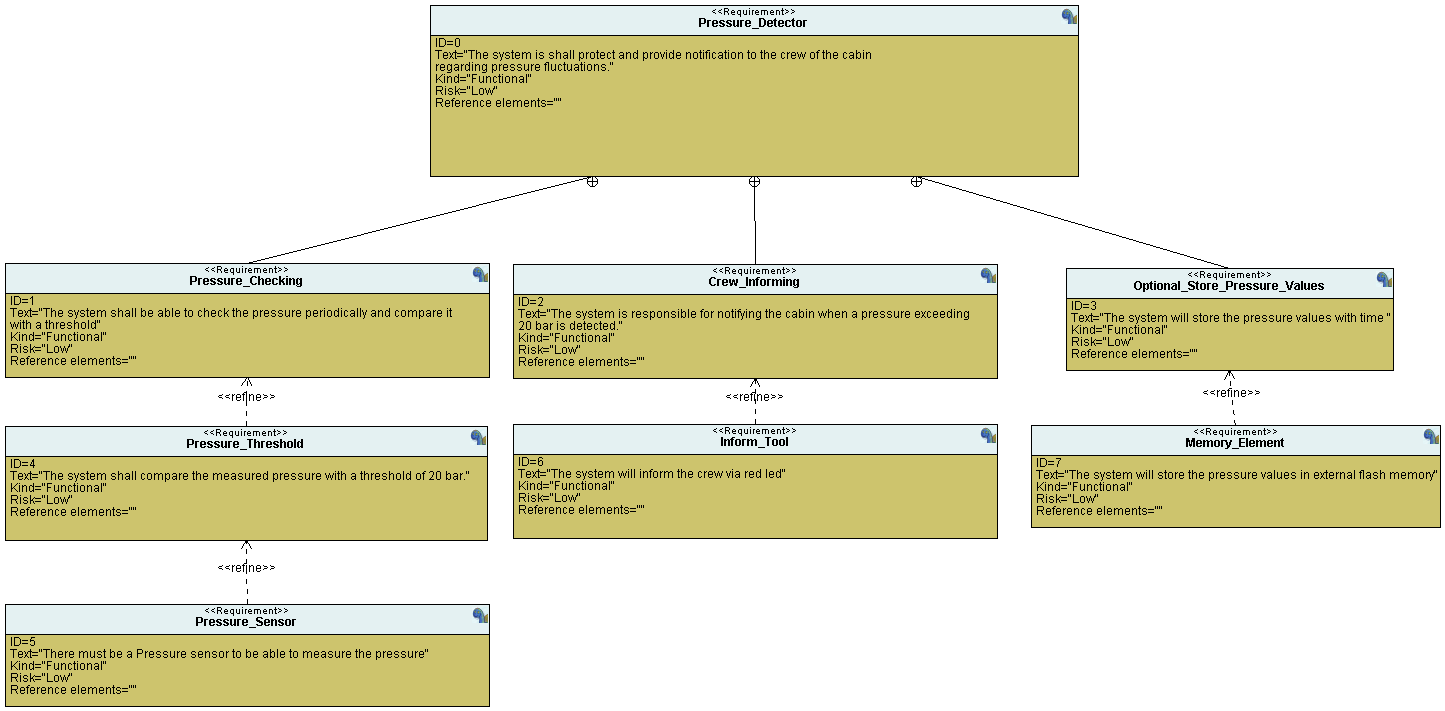 <<Requirement>>
Pressure_Detector
ID=0
Text="The system is shall protect and provide notification to the crew of the cabin
regarding pressure fluctuations."
Kind="Functional"
Risk="Low"
Reference elements=""
<<Requirement>>
Pressure_Checking
ID=1
Text="The system shall be able to check the pressure periodically and compare it
with a threshold"
Kind="Functional"
Risk="Low"
Reference elements=""
<<Requirement>>
Crew_Informing
ID=2
Text="The system is responsible for notifying the cabin when a pressure exceeding
20 bar is detected."
Kind="Functional"
Risk="Low"
Reference elements=""
<<Requirement>>
Optional_Store_Pressure_Values
ID=3
Text="The system will store the pressure values with time "
Kind="Functional"
Risk="Low"
Reference elements=""
<<refine>>
<<refine>>
<<refine>>
<<Requirement>>
Pressure_Threshold
ID=4
Text="The system shall compare the measured pressure with a threshold of 20 bar."
Kind="Functional"
Risk="Low"
Reference elements=""
<<Requirement>>
Inform_Tool
ID=6
Text="The system will inform the crew via red led"
Kind="Functional"
Risk="Low"
Reference elements=""
<<Requirement>>
Memory_Element
ID=7
Text="The system will store the pressure values in external flash memory"
Kind="Functional"
Risk="Low"
Reference elements=""
<<refine>>
<<Requirement>>
Pressure_Sensor
ID=5
Text="There must be a Pressure sensor to be able to measure the pressure"
Kind="Functional"
Risk="Low"
Reference elements=""